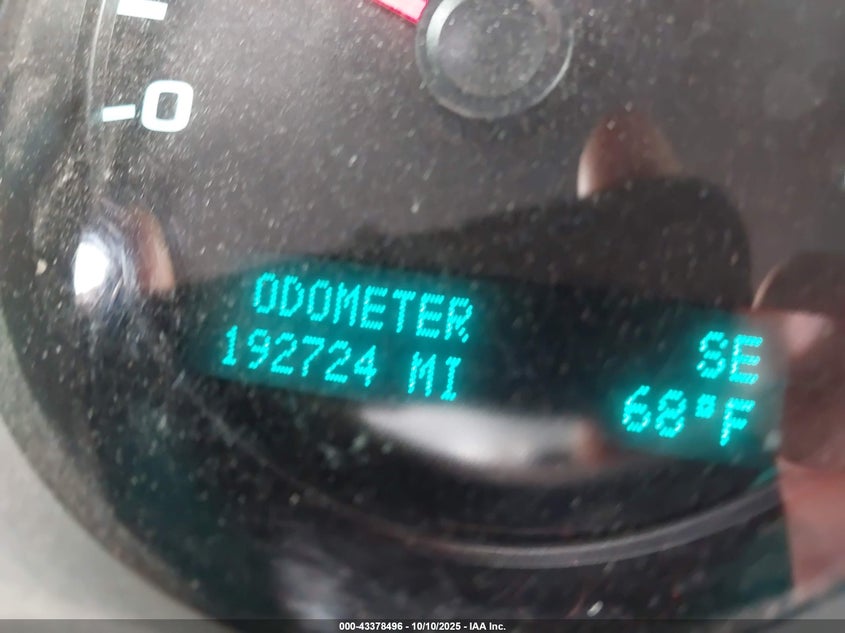 0
ODOMETER
192724 MI
SE
68°F
000-43378496 - 10/10/2025 - IAA Inc.